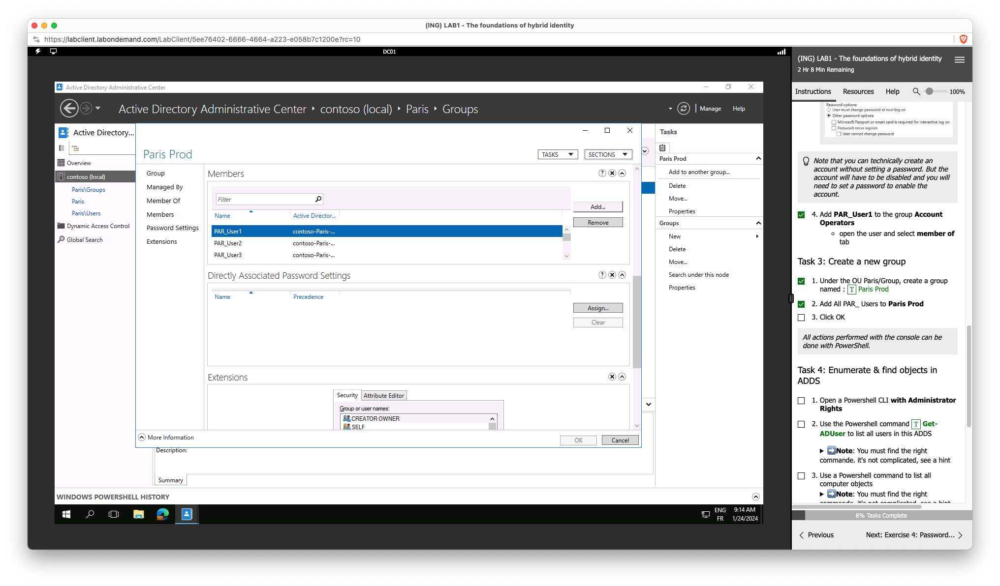 (ING) LAB1 - The foundations of hybrid identity
https://labclient.labondemand.com/LabClient/5ee76402-6666-4664-a223-e058b7c1200e?rc=10
DC01
Active Directory Administrative Center
Active Directory Administrative Center • contoso (local) • Paris • Groups
Manage
Help
Active Directory...
Overview
contoso (local)
Paris\Groups
Paris
Paris\Users
Dynamic Access Control
Global Search
Paris Prod
TASKS
SECTIONS
Group
Managed By
Member Of
Members
Password Settings
Extensions
Members
Filter
Name
Active Director...
Add...
Remove
PAR_User1 contoso-Paris-...
PAR_User2 contoso-Paris-...
PAR_User3 contoso-Paris-...
Directly Associated Password Settings
Name
Precedence
Assign...
Clear
Extensions
Security
Attribute Editor
Group or user names:
CREATOR OWNER
SELF
More Information
OK
Cancel
Description:
Summary
Tasks
Paris Prod
Add to another group...
Delete
Move...
Properties
Groups
New
Delete
Move...
Search under this node
Properties
WINDOWS POWERSHELL HISTORY
ENG
FR
9:14 AM
1/24/2024
(ING) LAB1 - The foundations of hybrid identity
2 Hr 8 Min Remaining
Instructions
Resources
Help
100%
Password options:
User must change password at next log on
Other password options
Microsoft Passport or smart card is required for interactive log on
Password never expires
User cannot change password
Note that you can technically create an
account without setting a password. But the
account will have to be disabled and you will
need to set a password to enable the
account.
4. Add PAR_User1 to the group Account
Operators
open the user and select member of
tab
Task 3: Create a new group
1. Under the OU Paris/Group, create a group
named : T Paris Prod
2. Add All PAR_ Users to Paris Prod
3. Click OK
All actions performed with the console can be
done with PowerShell.
Task 4: Enumerate & find objects in
ADDS
1. Open a Powershell CLI with Administrator
Rights
2. Use the Powershell command T Get-
ADUser to list all users in this ADDS
Note: You must find the right
commande. it's not complicated, see a hint
3. Use a Powershell command to list all
computer objects
Note: You must find the right
commande. it's not complicated, see a hint
8% Tasks Complete
Previous
Next: Exercise 4: Password...